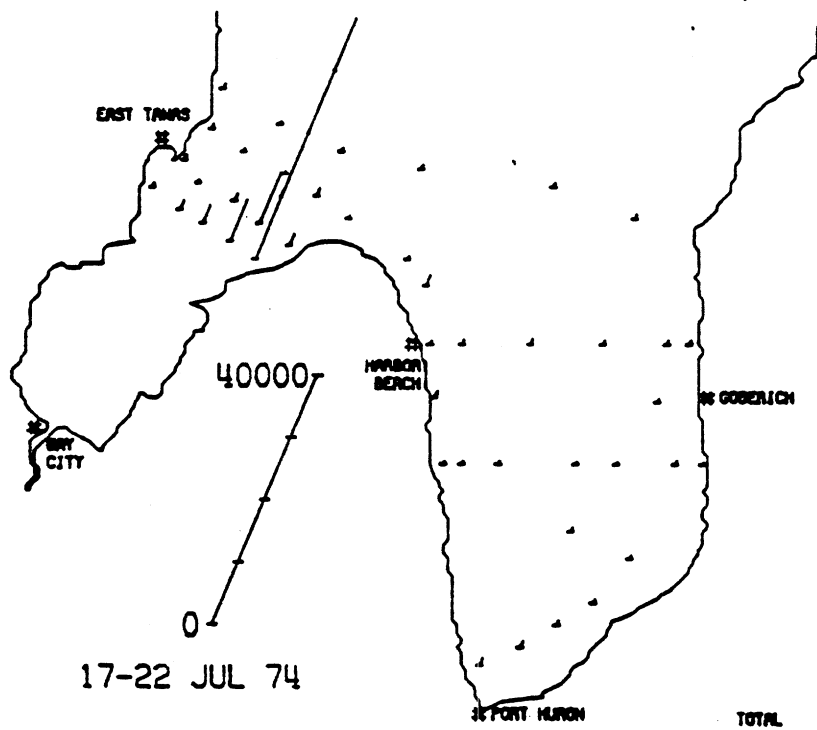 EAST TAWAS
40000
HARBOR
BEACH
GODERICH
BAY
CITY
0
17-22 JUL 74
PORT HURON
TOTAL